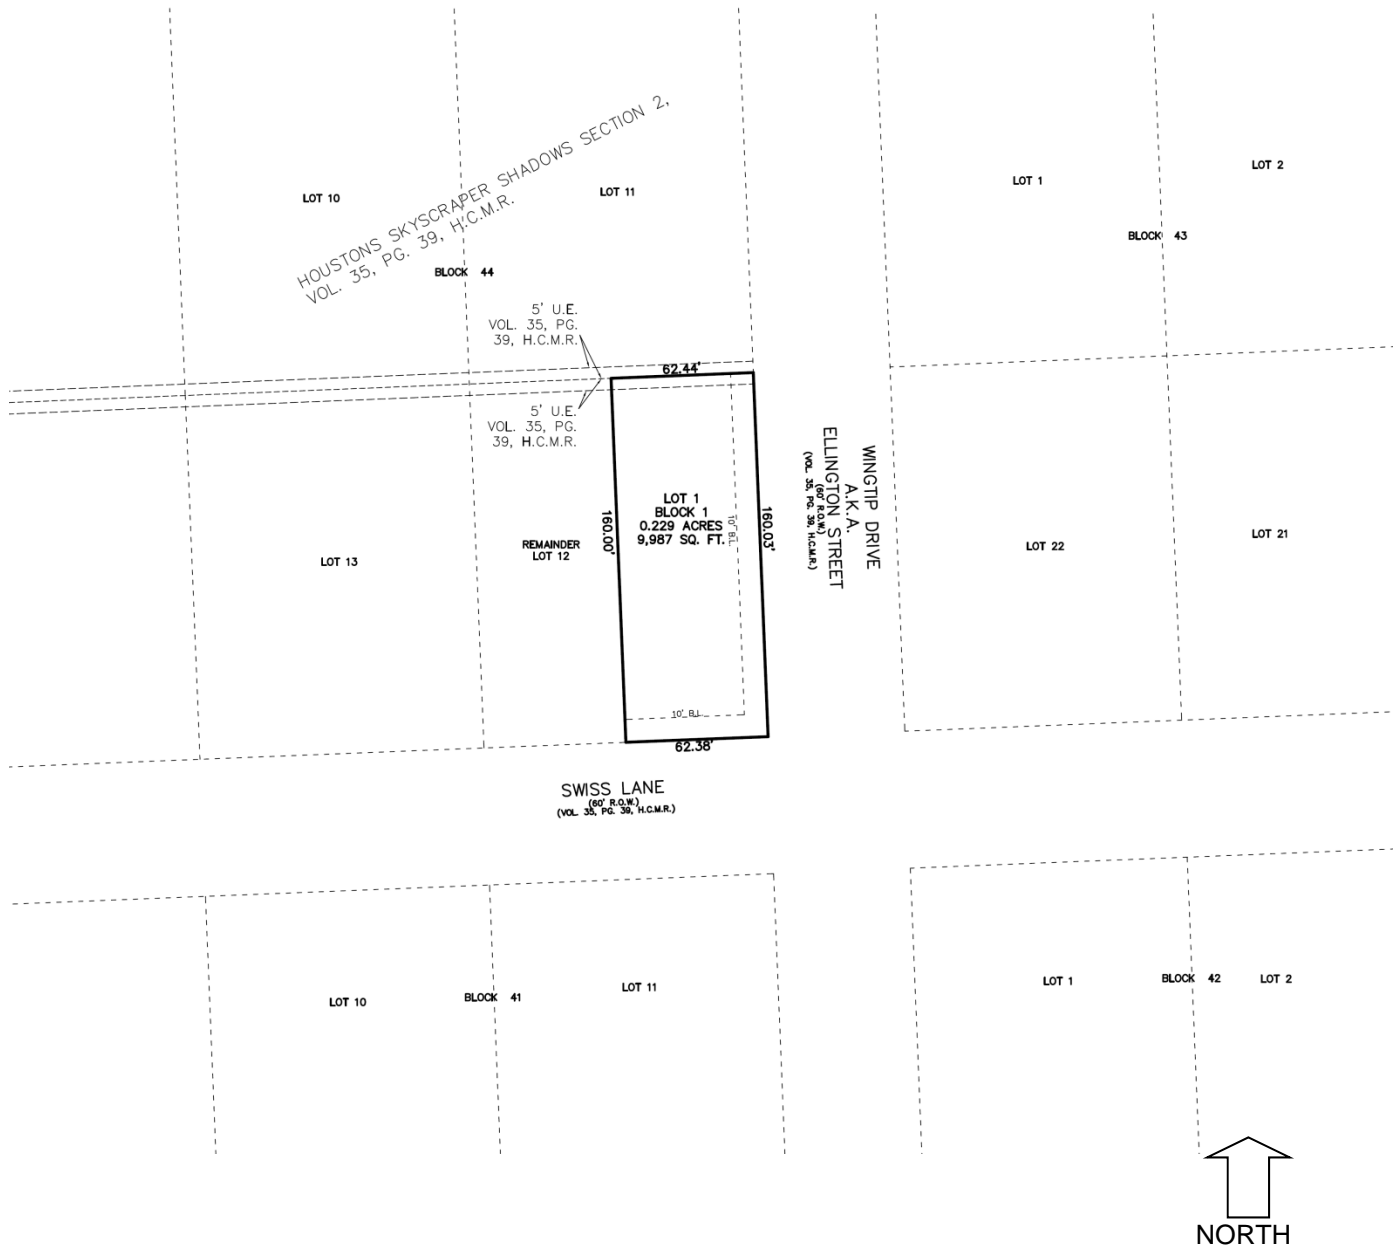 HOUSTONS SKYSCRAPER SHADOWS SECTION 2,
VOL. 35, PG. 39, H.C.M.R.
LOT 10
LOT 11
BLOCK 44
LOT 1
LOT 2
BLOCK 43
5' U.E.
VOL. 35, PG.
39, H.C.M.R.
62.44'
5' U.E.
VOL. 35, PG.
39, H.C.M.R.
LOT 13
REMAINDER
LOT 12
160.00'
LOT 1
BLOCK 1
0.229 ACRES
9,987 SQ. FT.
10' B.L.
160.03'
WINGTIP DRIVE
A.K.A.
ELLINGTON STREET
(60' R.O.W.)
(VOL. 35, PG. 39, H.C.M.R.)
LOT 22
LOT 21
10' B.L.
62.38'
SWISS LANE
(60' R.O.W.)
(VOL. 35, PG. 39, H.C.M.R.)
LOT 10
BLOCK 41
LOT 11
LOT 1
BLOCK 42
LOT 2
NORTH